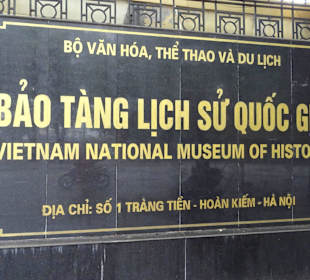 BỘ VĂN HÓA, THỂ THAO VÀ DU LỊCH
BẢO TÀNG LỊCH SỬ QUỐC G
VIETNAM NATIONAL MUSEUM OF HISTO
ĐỊA CHỈ: SỐ 1 TRÀNG TIỀN - HOÀN KIẾM - HÀ NỘI